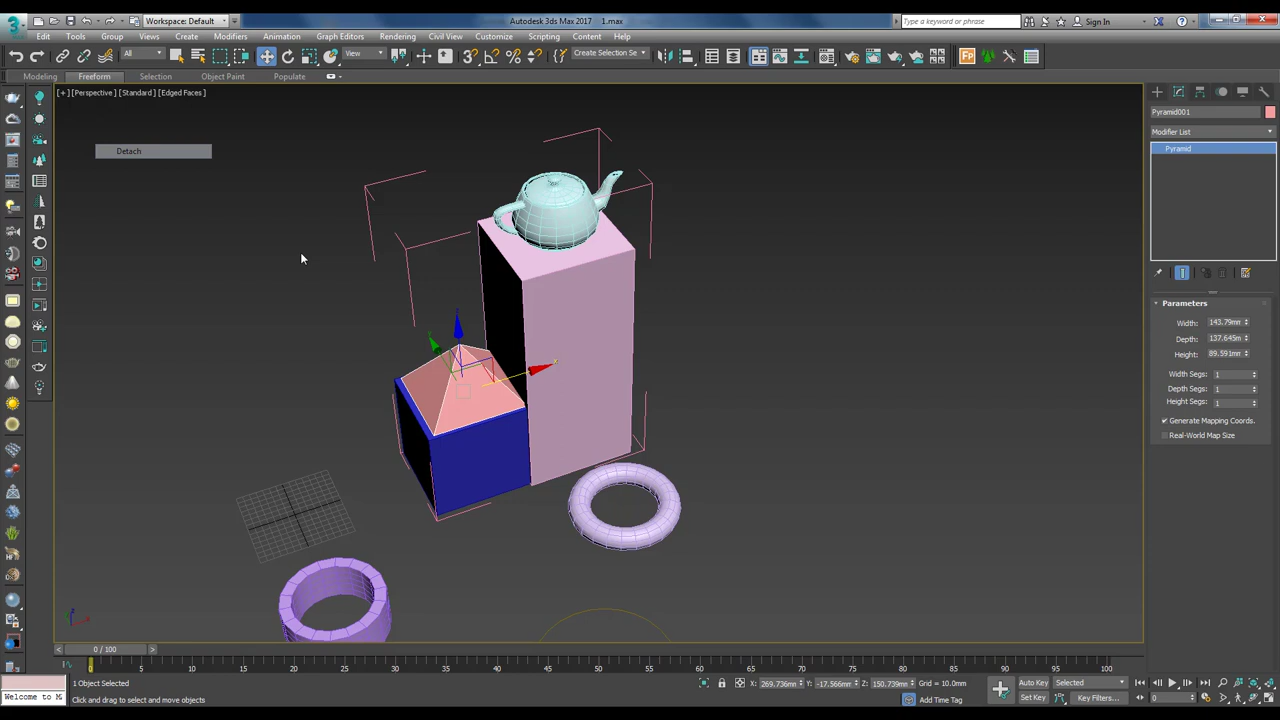 Workspace: Default
Autodesk 3ds Max 2017 1.max
Type a keyword or phrase
Sign In
Edit Tools Group Views Create Modifiers Animation Graph Editors Rendering Civil View Customize Scripting Content Help
All
View
Create Selection Se
Modeling Freeform Selection Object Paint Populate
[+] [Perspective] [Standard] [Edged Faces]
Detach
Pyramid001
Modifier List
Pyramid
Parameters
Width: 143.79mm
Depth: 137.645m
Height: 89.591mm
Width Segs: 1
Depth Segs: 1
Height Segs: 1
Generate Mapping Coords.
Real-World Map Size
0 / 100
0 5 10 15 20 25 30 35 40 45 50 55 60 65 70 75 80 85 90 95 100
1 Object Selected
X: 269.736mm Y: -17.566mm Z: 150.739mm Grid = 10.0mm
Auto Key Selected
Welcome to M
Click and drag to select and move objects
Add Time Tag
Set Key Key Filters...
0